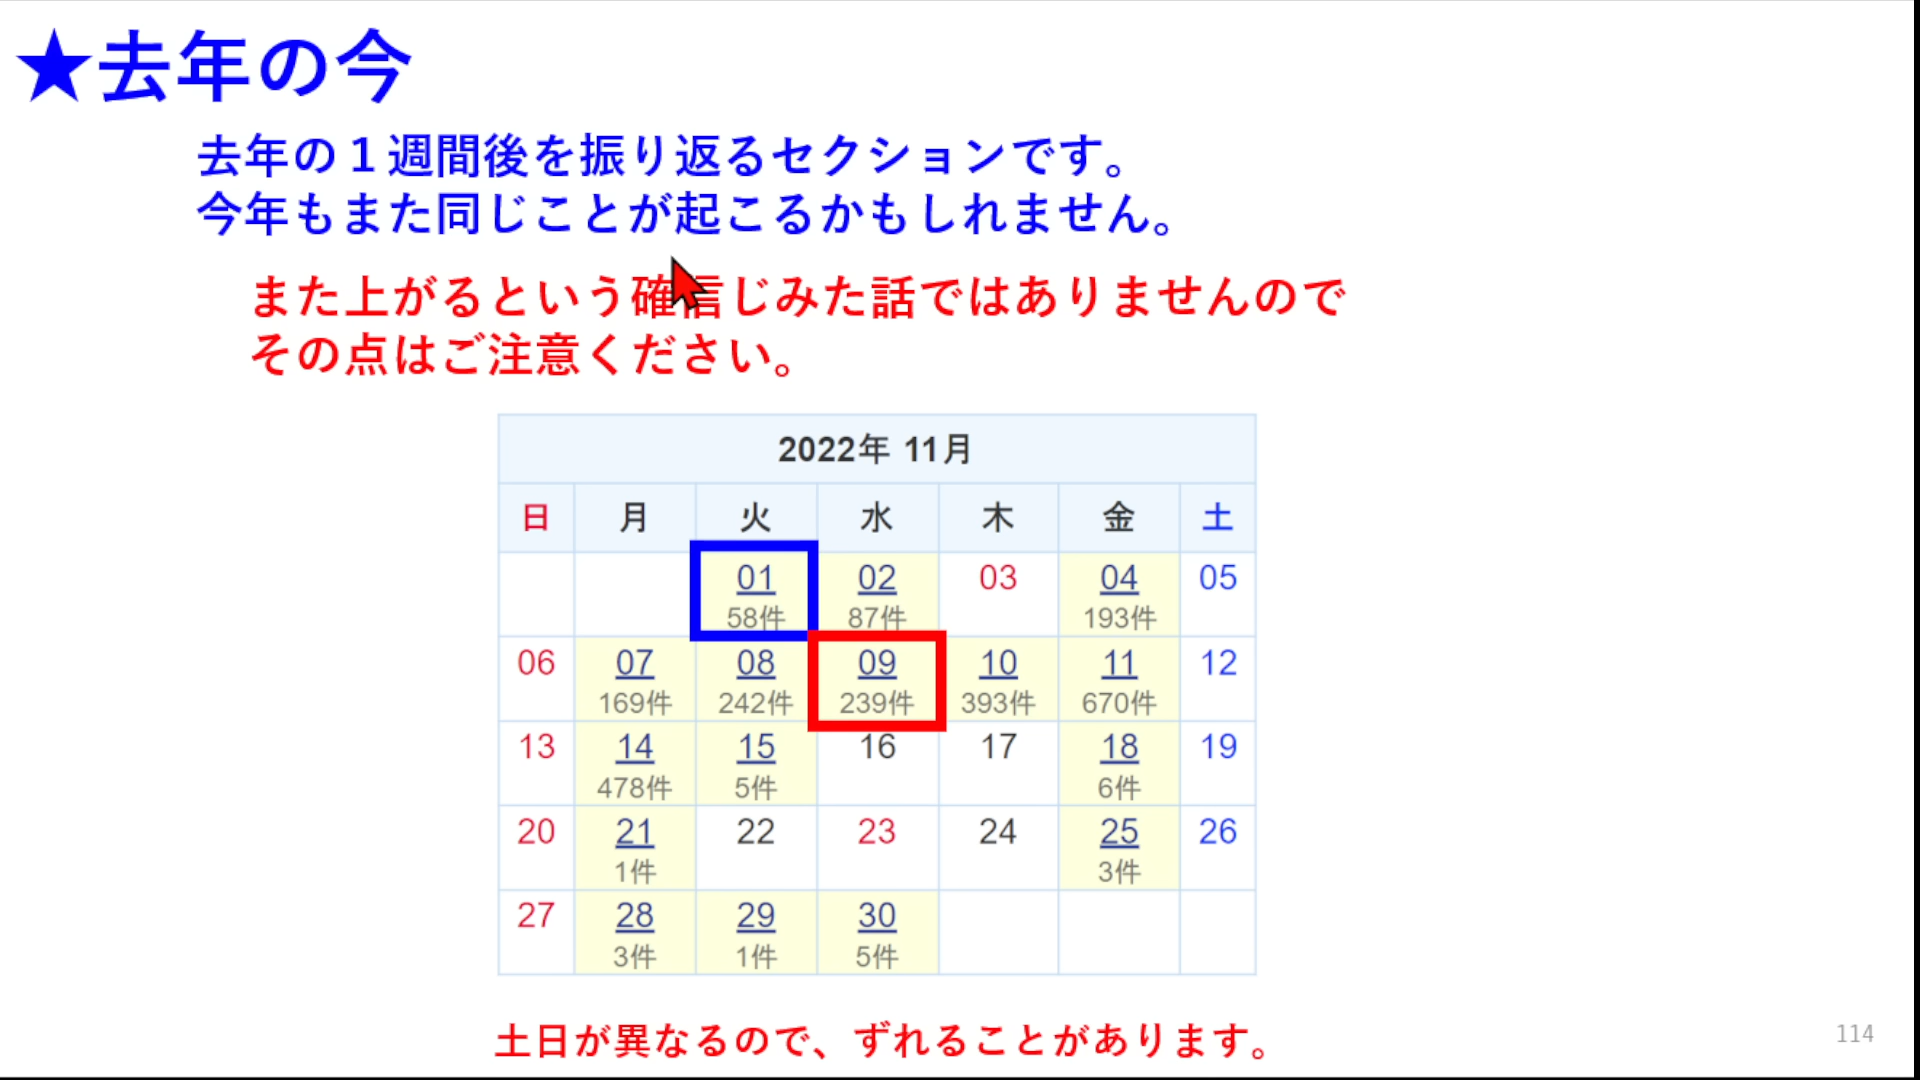 ★去年の今
去年の１週間後を振り返るセクションです。
今年もまた同じことが起こるかもしれません。
また上がるという確信じみた話ではありませんので
その点はご注意ください。
2022年 11月
日 月 火 水 木 金 土
01 02 03 04 05
58件 87件 193件
06 07 08 09 10 11 12
169件 242件 239件 393件 670件
13 14 15 16 17 18 19
478件 5件 6件
20 21 22 23 24 25 26
1件 3件
27 28 29 30
3件 1件 5件
土日が異なるので、ずれることがあります。
114